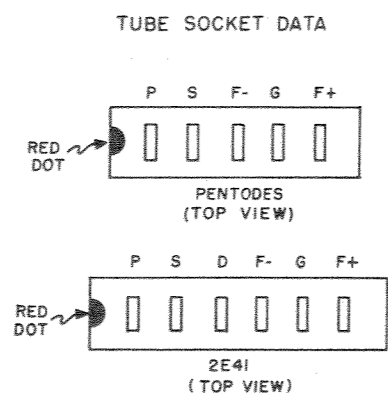 TUBE SOCKET DATA
P S F- G F+
RED
DOT
PENTODES
(TOP VIEW)
P S D F- G F+
RED
DOT
2E41
(TOP VIEW)